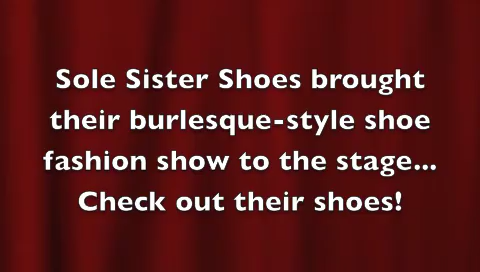 Sole Sister Shoes brought
their burlesque-style shoe
fashion show to the stage...
Check out their shoes!